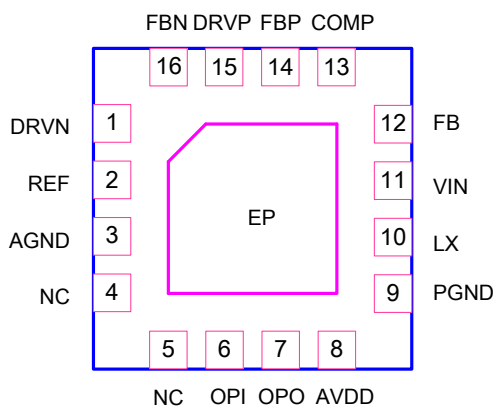 FBN DRVP FBP COMP
16 15 14 13
DRVN 1 12 FB
REF 2 11 VIN
AGND 3 EP 10 LX
NC 4 9 PGND
5 6 7 8
NC OPI OPO AVDD